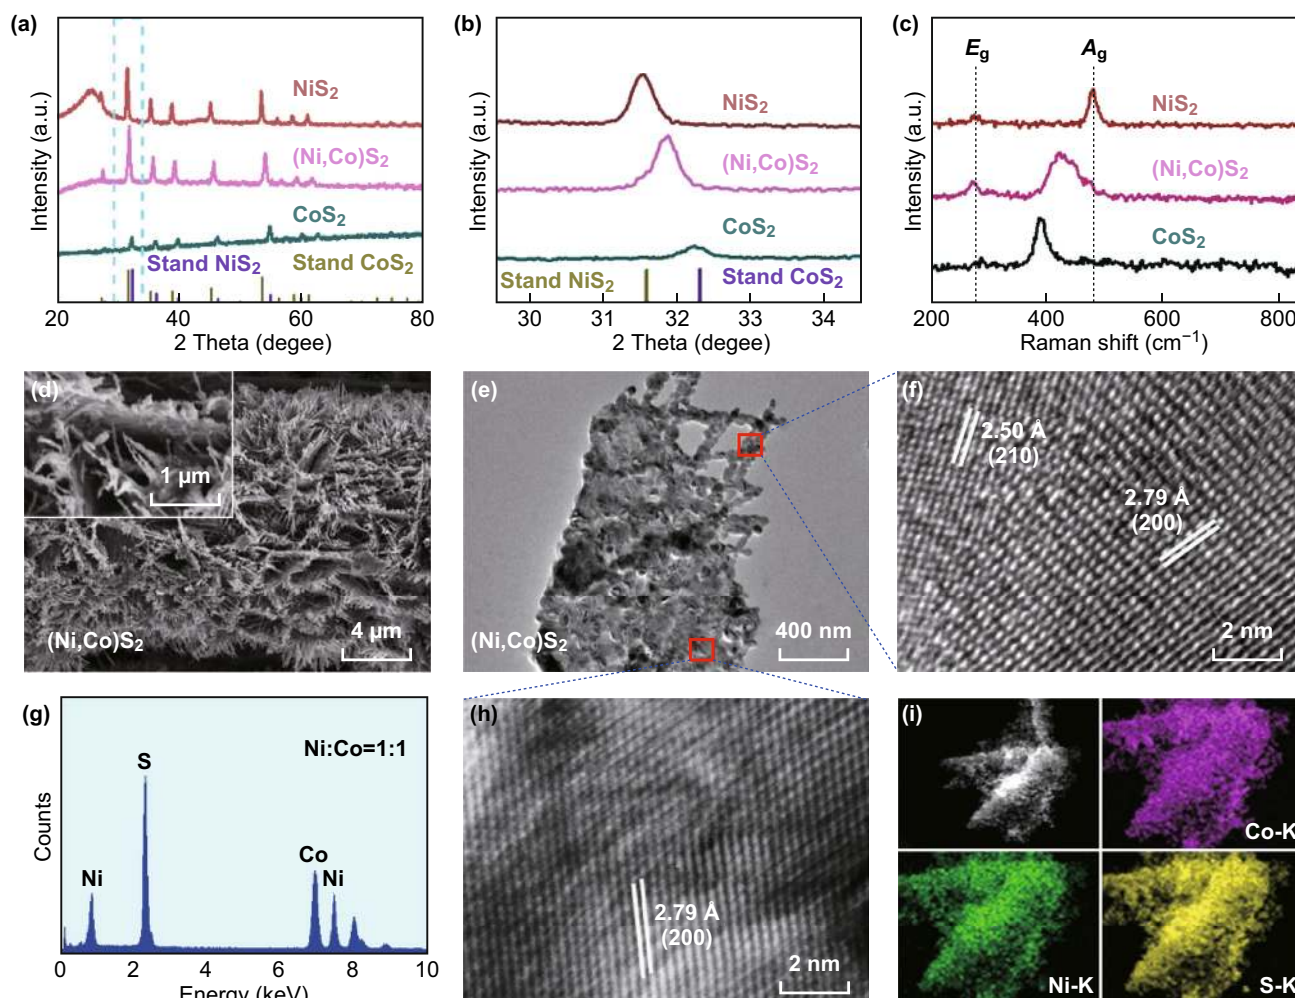 (a)
NiS2
(Ni,Co)S2
CoS2
Stand NiS2
Stand CoS2
Intensity (a.u.)
20 40 60 80
2 Theta (degee)
(b)
NiS2
(Ni,Co)S2
CoS2
Stand NiS2
Stand CoS2
Intensity (a.u.)
30 31 32 33 34
2 Theta (degee)
(c)
Eg
Ag
NiS2
(Ni,Co)S2
CoS2
Intensity (a.u.)
200 400 600 800
Raman shift (cm−1)
(d)
1 μm
(Ni,Co)S2
4 μm
(e)
(Ni,Co)S2
400 nm
(f)
2.50 Å
(210)
2.79 Å
(200)
2 nm
(g)
Ni:Co=1:1
S
Ni
Co
Ni
Counts
0 2 4 6 8 10
Energy (keV)
(h)
2.79 Å
(200)
2 nm
(i)
Co-K
Ni-K
S-K